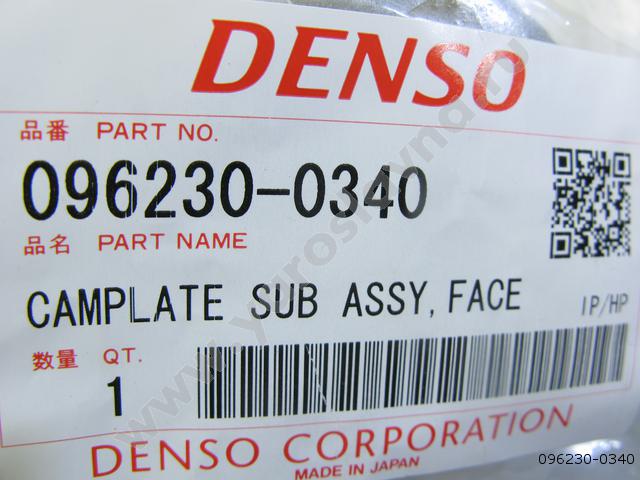 DENSO
品番 PART NO.
096230-0340
品名 PART NAME
CAMPLATE SUB ASSY, FACE
IP/HP
数量 QT.
1
DENSO CORPORATION
MADE IN JAPAN
096230-0340